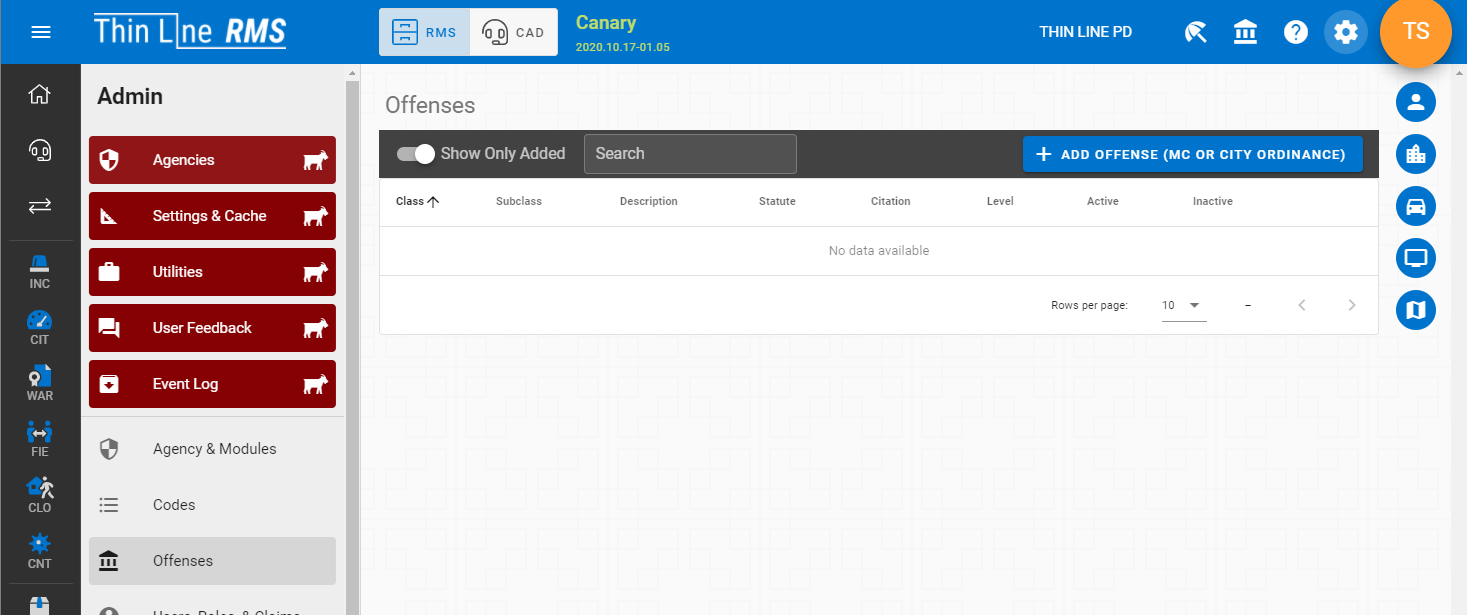 Thin Line RMS
RMS
CAD
Canary
2020.10.17-01.05
THIN LINE PD
TS
Admin
Agencies
Settings & Cache
Utilities
User Feedback
Event Log
Agency & Modules
Codes
Offenses
Users, Roles, & Claims
INC
CIT
WAR
FIE
CLO
CNT
Offenses
Show Only Added
Search
ADD OFFENSE (MC OR CITY ORDINANCE)
Class Subclass Description Statute Citation Level Active Inactive
No data available
Rows per page: 10 –